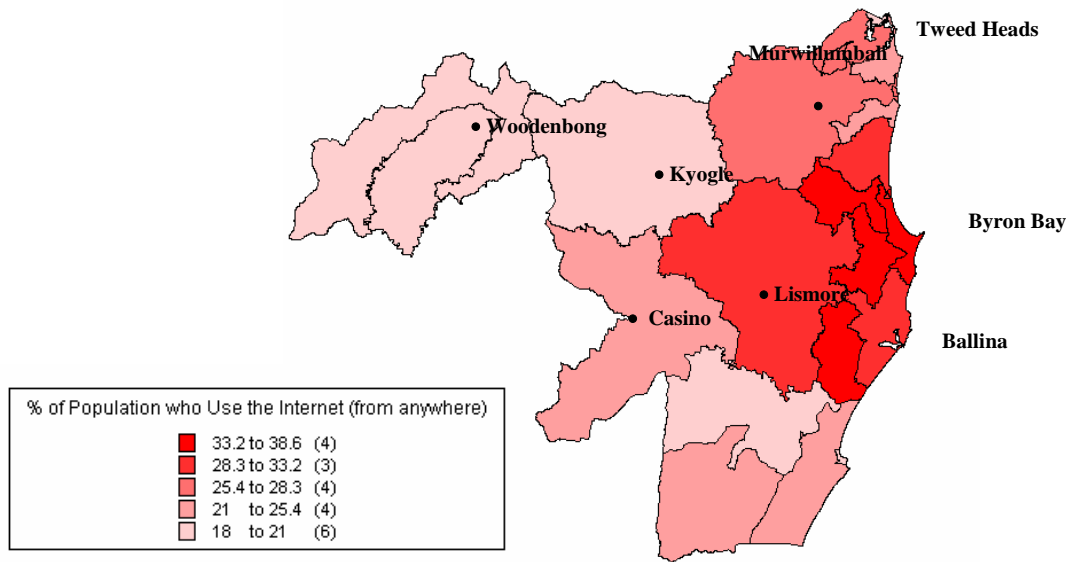 Tweed Heads
Murwillumbah
Woodenbong
Kyogle
Byron Bay
Lismore
Casino
Ballina
% of Population who Use the Internet (from anywhere)
33.2 to 38.6 (4)
28.3 to 33.2 (3)
25.4 to 28.3 (4)
21 to 25.4 (4)
18 to 21 (6)